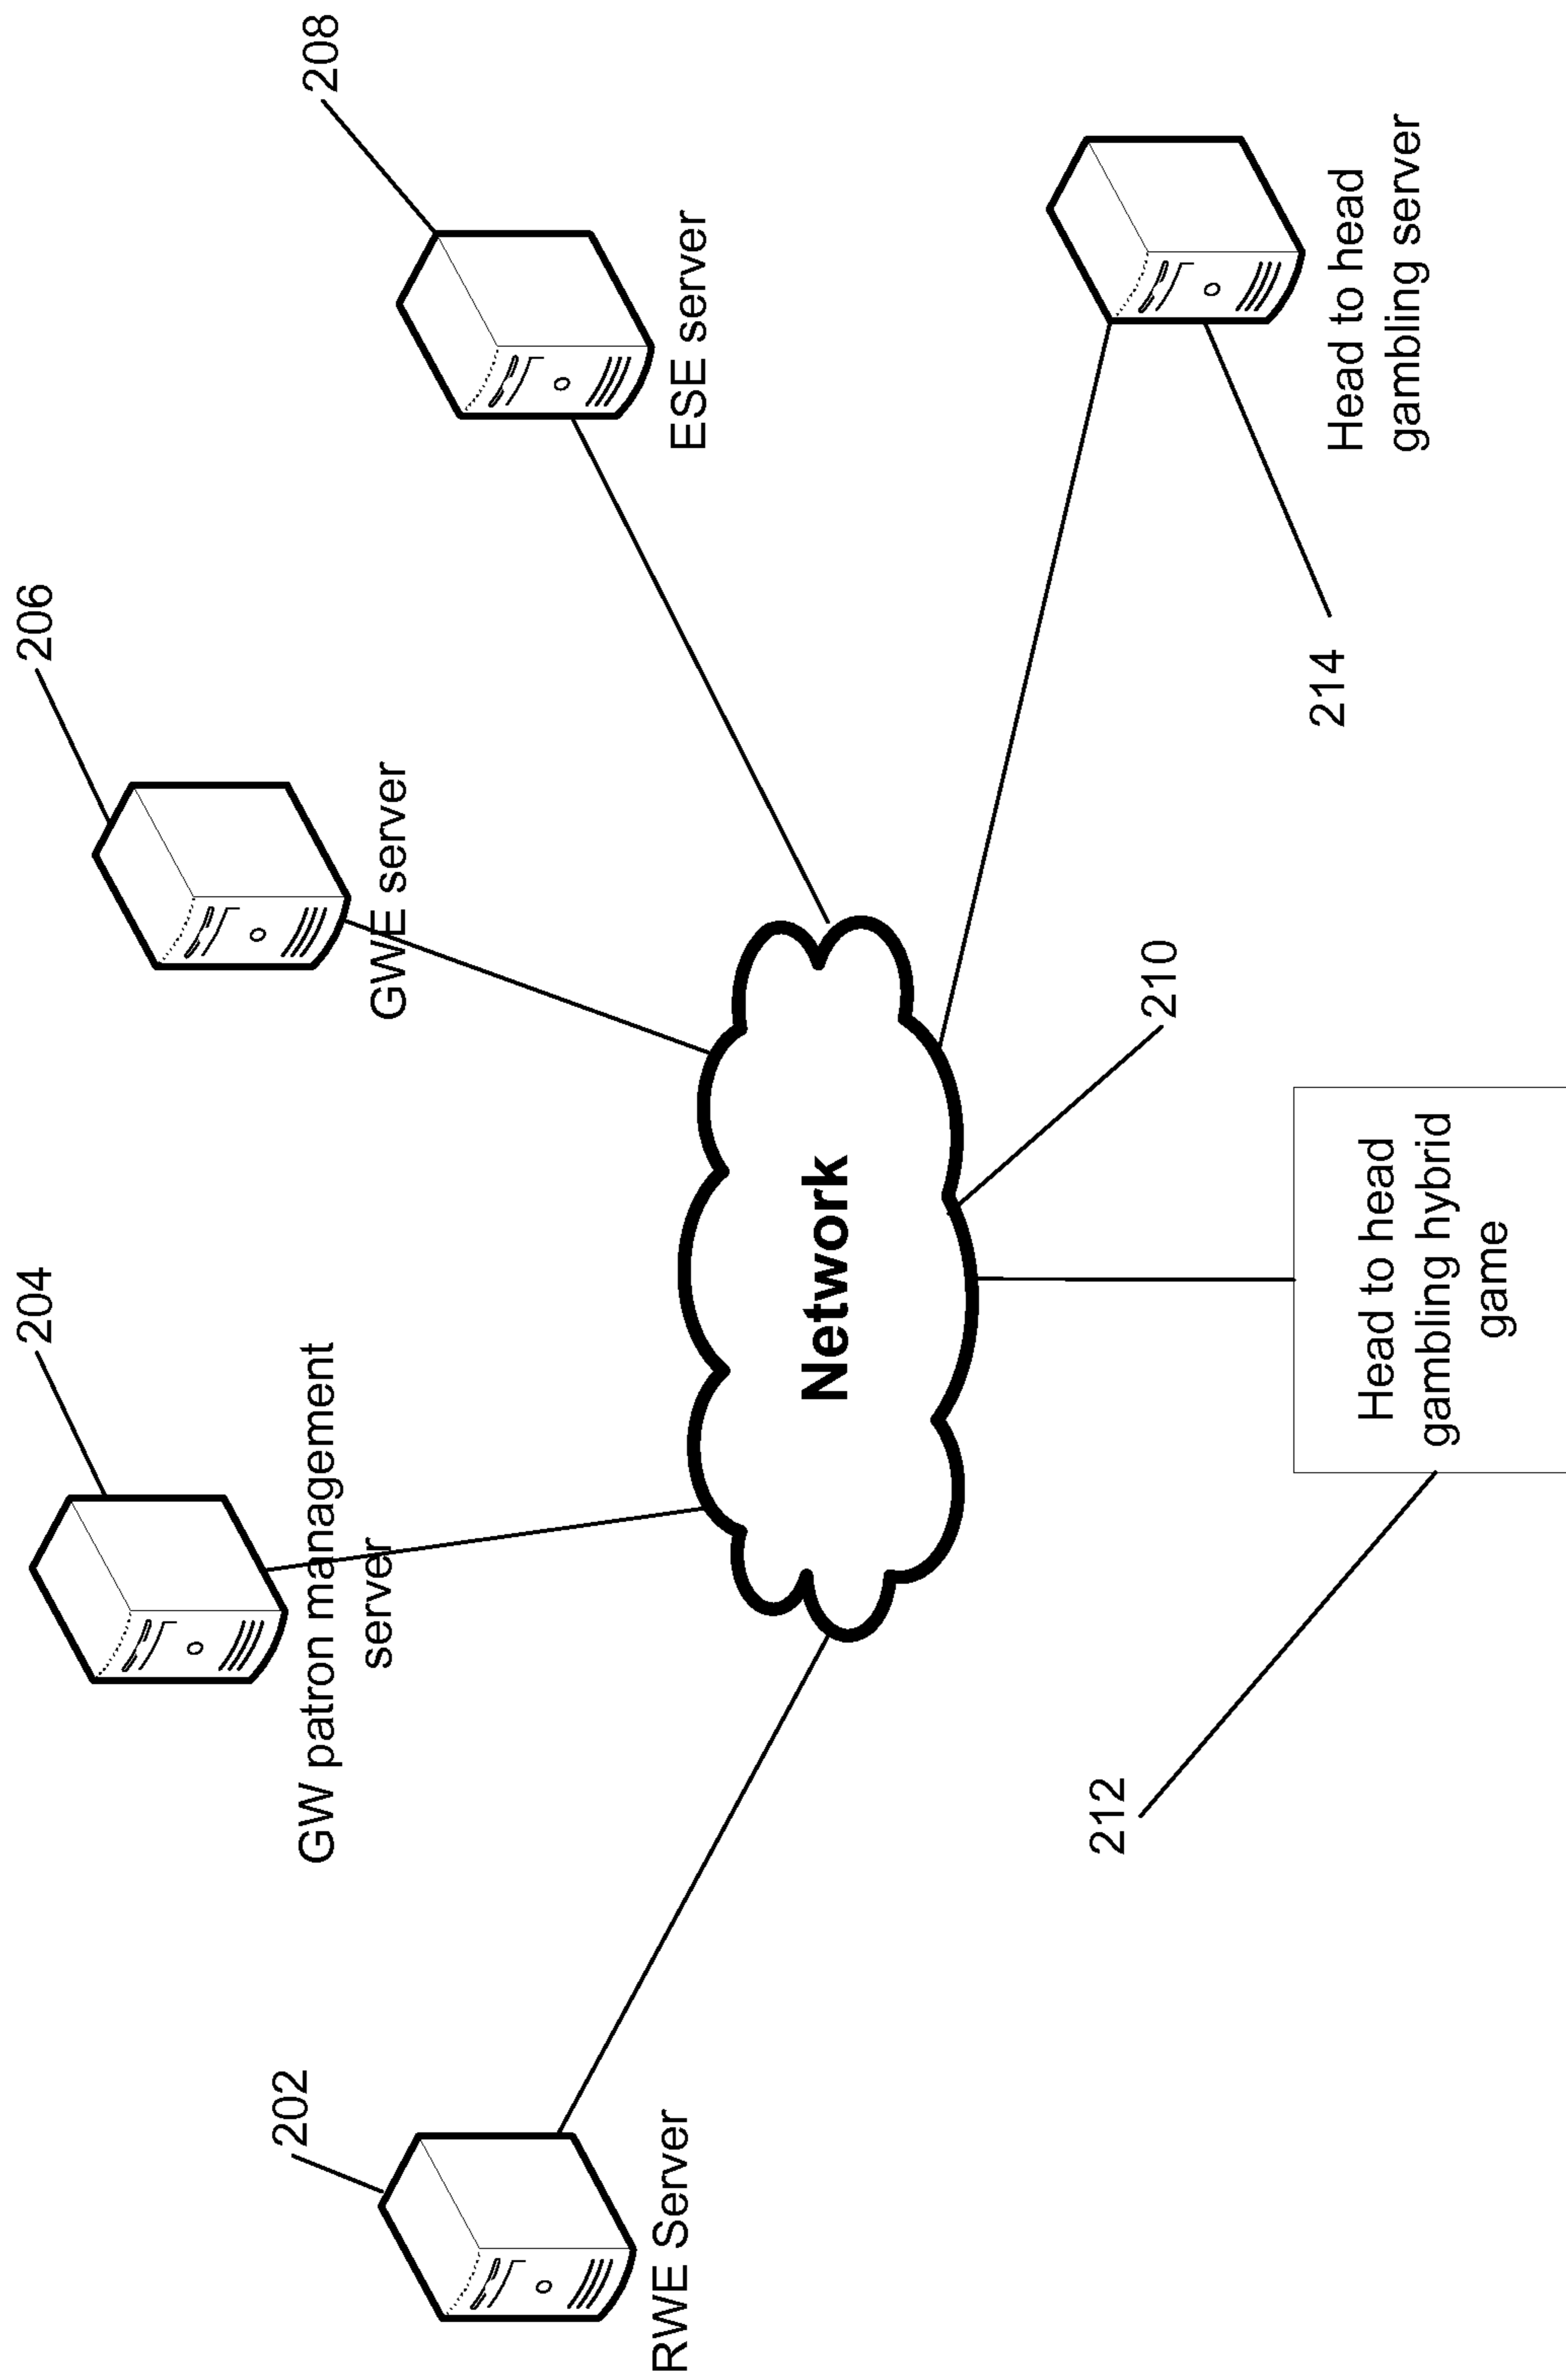 204
206
208
GW patron management
server
GWE server
202
ESE server
RWE Server
Network
212
210
214
Head to head
gambling server
Head to head
gambling hybrid
game